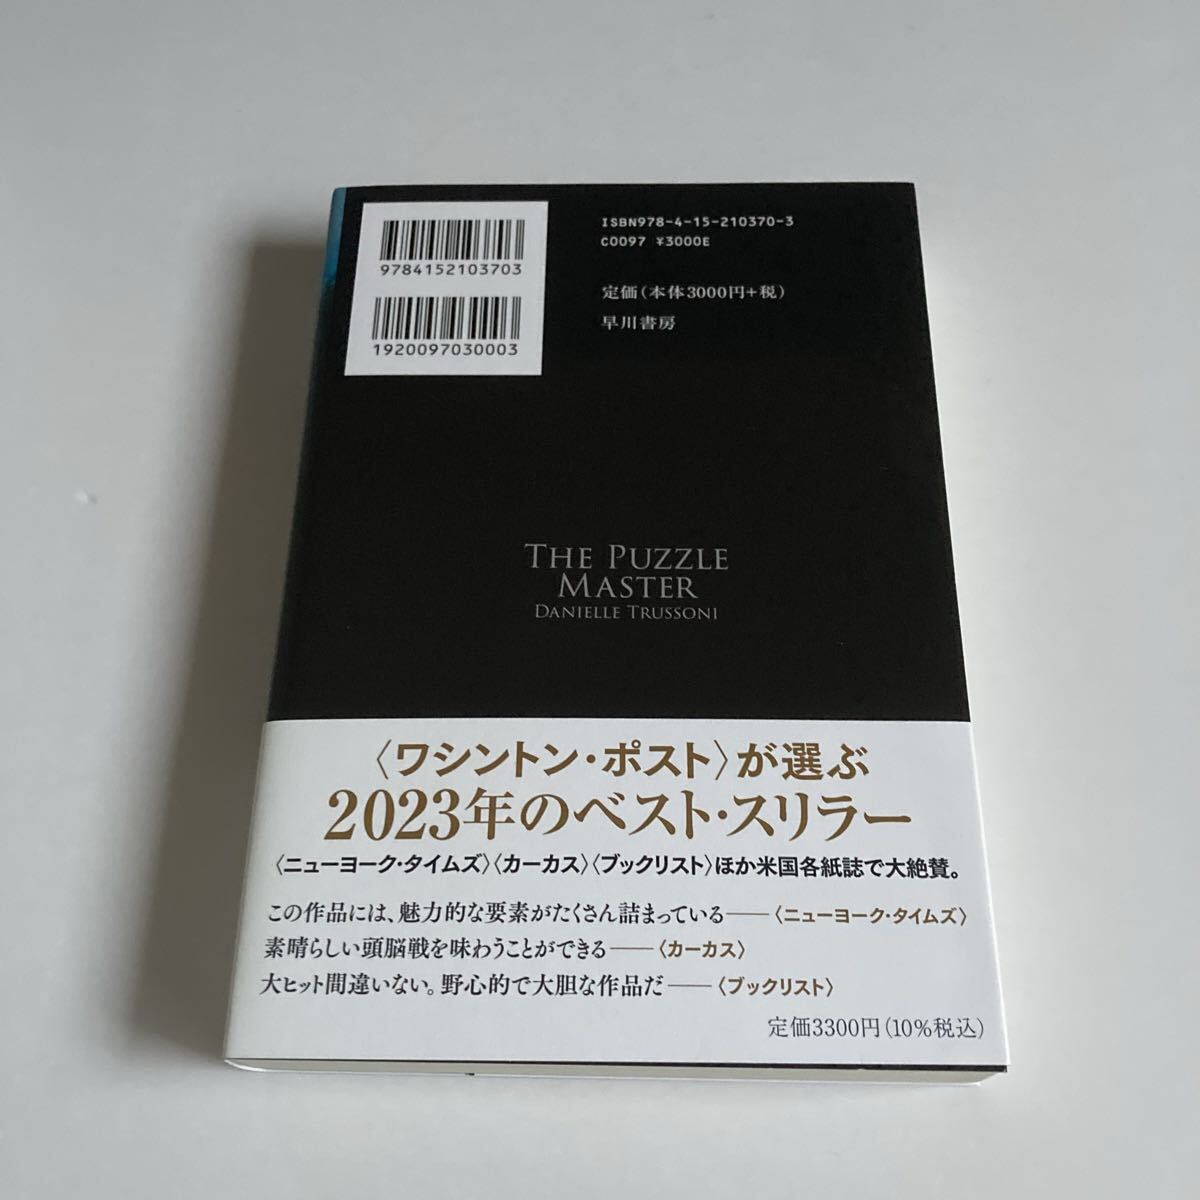 9784152103703
1920097030003
ISBN978-4-15-210370-3
C0097 ¥3000E
定価(本体3000円+税)
早川書房
THE PUZZLE
MASTER
DANIELLE TRUSSONI
〈ワシントン・ポスト〉が選ぶ
2023年のベスト・スリラー
〈ニューヨーク・タイムズ〉〈カーカス〉〈ブックリスト〉ほか米国各紙誌で大絶賛。
この作品には、魅力的な要素がたくさん詰まっている――〈ニューヨーク・タイムズ〉
素晴らしい頭脳戦を味わうことができる――〈カーカス〉
大ヒット間違いない。野心的で大胆な作品だ――〈ブックリスト〉
定価3300円(10%税込)